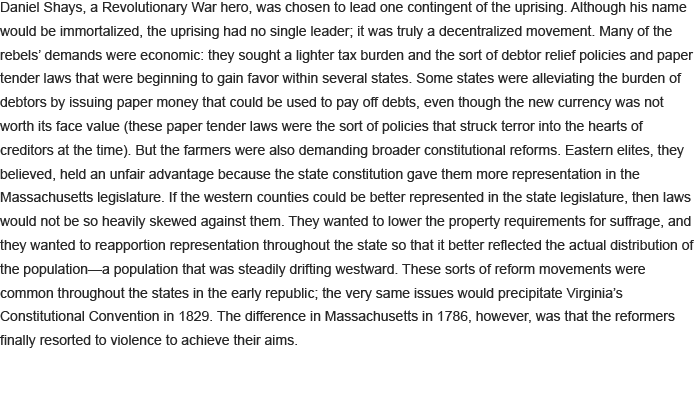 Daniel Shays, a Revolutionary War hero, was chosen to lead one contingent of the uprising. Although his name
would be immortalized, the uprising had no single leader; it was truly a decentralized movement. Many of the
rebels’ demands were economic: they sought a lighter tax burden and the sort of debtor relief policies and paper
tender laws that were beginning to gain favor within several states. Some states were alleviating the burden of
debtors by issuing paper money that could be used to pay off debts, even though the new currency was not
worth its face value (these paper tender laws were the sort of policies that struck terror into the hearts of
creditors at the time). But the farmers were also demanding broader constitutional reforms. Eastern elites, they
believed, held an unfair advantage because the state constitution gave them more representation in the
Massachusetts legislature. If the western counties could be better represented in the state legislature, then laws
would not be so heavily skewed against them. They wanted to lower the property requirements for suffrage, and
they wanted to reapportion representation throughout the state so that it better reflected the actual distribution of
the population—a population that was steadily drifting westward. These sorts of reform movements were
common throughout the states in the early republic; the very same issues would precipitate Virginia’s
Constitutional Convention in 1829. The difference in Massachusetts in 1786, however, was that the reformers
finally resorted to violence to achieve their aims.